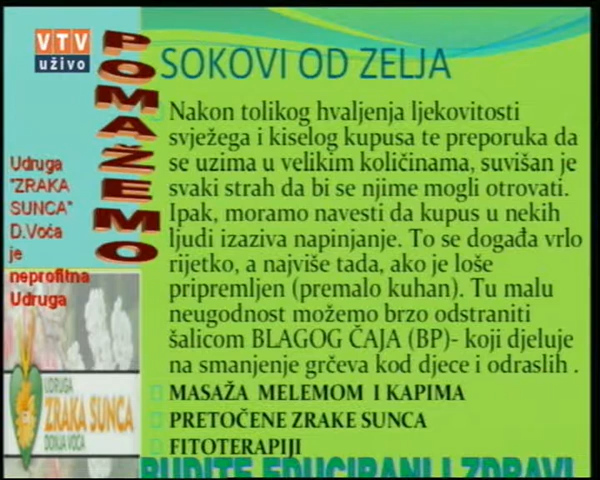 VTV
uživo
POMAŽEMO
SOKOVI OD ZELJA
Nakon tolikog hvaljenja ljekovitosti
svježega i kiselog kupusa te preporuka da
se uzima u velikim količinama, suvišan je
svaki strah da bi se njime mogli otrovati.
Ipak, moramo navesti da kupus u nekih
ljudi izaziva napinjanje. To se događa vrlo
rijetko, a najviše tada, ako je loše
pripremljen (premalo kuhan). Tu malu
neugodnost možemo brzo odstraniti
šalicom BLAGOG ČAJA (BP)- koji djeluje
na smanjenje grčeva kod djece i odraslih .
MASAŽA MELEMOM I KAPIMA
PRETOČENE ZRAKE SUNCA
FITOTERAPIJI
BUDITE EDUCIRANI I ZDRAVI
Udruga
"ZRAKA
SUNCA"
D.Voća
je
neprofitna
Udruga
UDRUGA
ZRAKA SUNCA
DONJA VOĆA